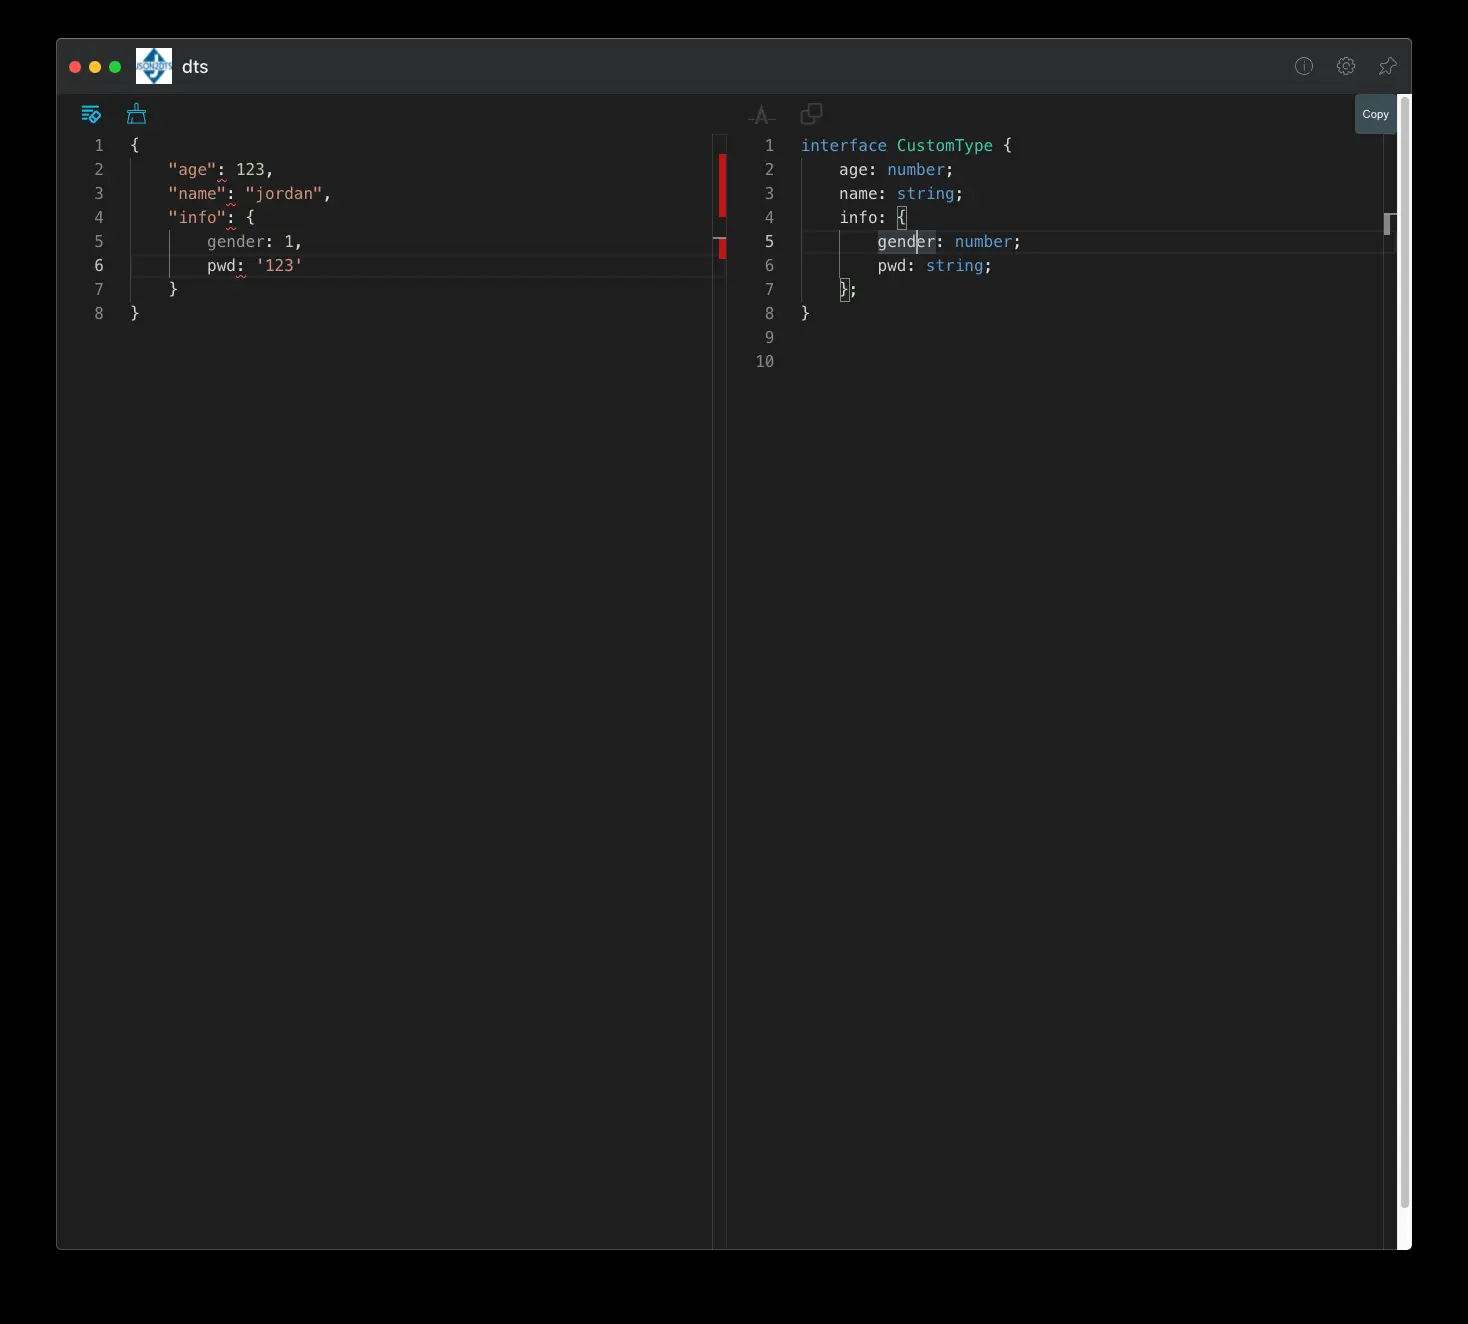 JSON2DTS dts
Copy
1 {
2     "age": 123,
3     "name": "jordan",
4     "info": {
5         gender: 1,
6         pwd: '123'
7     }
8 }
1 interface CustomType {
2     age: number;
3     name: string;
4     info: {
5         gender: number;
6         pwd: string;
7     };
8 }
9
10